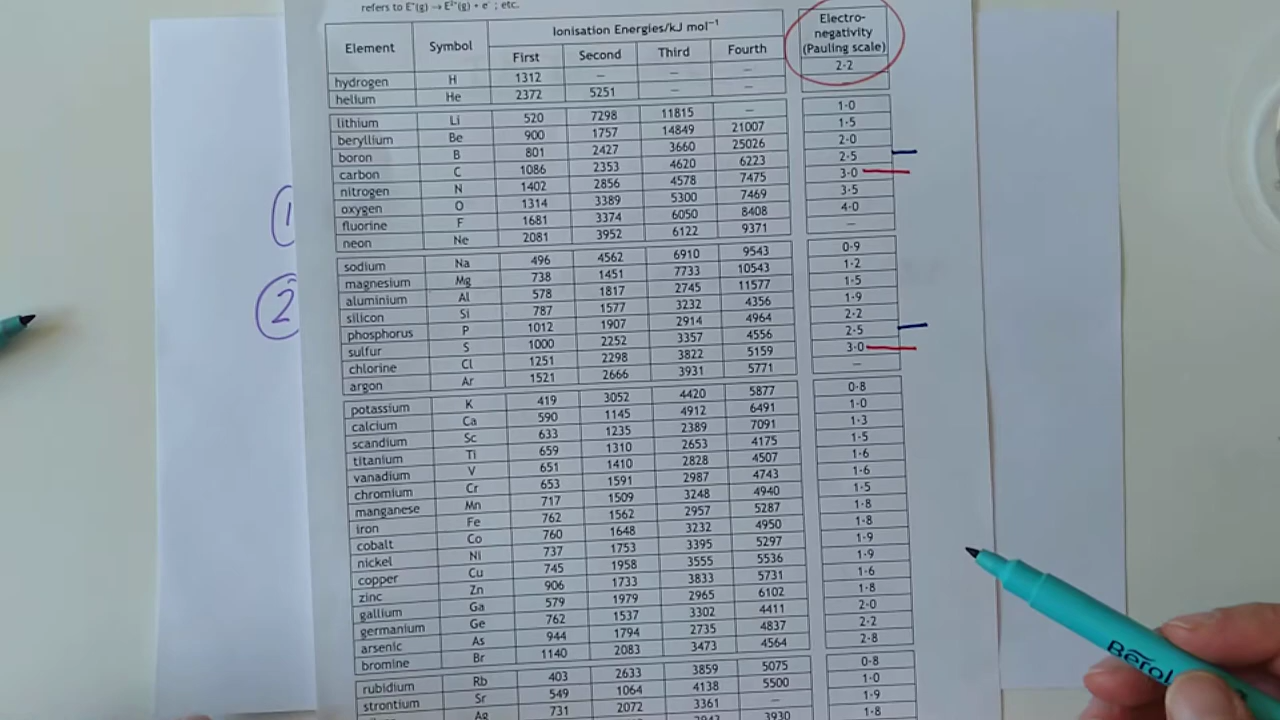 refers to E⁺(g) → E²⁺(g) + e⁻ ; etc.
Element Symbol Ionisation Energies/kJ mol⁻¹ Electro-
negativity
(Pauling scale)
First Second Third Fourth
hydrogen H 1312 – – – 2·2
helium He 2372 5251 – –
lithium Li 520 7298 11815 – 1·0
beryllium Be 900 1757 14849 21007 1·5
boron B 801 2427 3660 25026 2·0
carbon C 1086 2353 4620 6223 2·5
nitrogen N 1402 2856 4578 7475 3·0
oxygen O 1314 3389 5300 7469 3·5
fluorine F 1681 3374 6050 8408 4·0
neon Ne 2081 3952 6122 9371 –
sodium Na 496 4562 6910 9543 0·9
magnesium Mg 738 1451 7733 10543 1·2
aluminium Al 578 1817 2745 11577 1·5
silicon Si 787 1577 3232 4356 1·9
phosphorus P 1012 1907 2914 4964 2·2
sulfur S 1000 2252 3357 4556 2·5
chlorine Cl 1251 2298 3822 5159 3·0
argon Ar 1521 2666 3931 5771 –
potassium K 419 3052 4420 5877 0·8
calcium Ca 590 1145 4912 6491 1·0
scandium Sc 633 1235 2389 7091 1·3
titanium Ti 659 1310 2653 4175 1·5
vanadium V 651 1410 2828 4507 1·6
chromium Cr 653 1591 2987 4743 1·6
manganese Mn 717 1509 3248 4940 1·5
iron Fe 762 1562 2957 5287 1·8
cobalt Co 760 1648 3232 4950 1·8
nickel Ni 737 1753 3395 5297 1·9
copper Cu 745 1958 3555 5536 1·9
zinc Zn 906 1733 3833 5731 1·6
gallium Ga 579 1979 2965 6102 1·8
germanium Ge 762 1537 3302 4411 2·0
arsenic As 944 1794 2735 4837 2·2
bromine Br 1140 2083 3473 4564 2·8
rubidium Rb 403 2633 3859 5075 0·8
strontium Sr 549 1064 4138 5500 1·0
Ag 731 2072 3361 – 1·9
3930 1·8
1
2
Berol